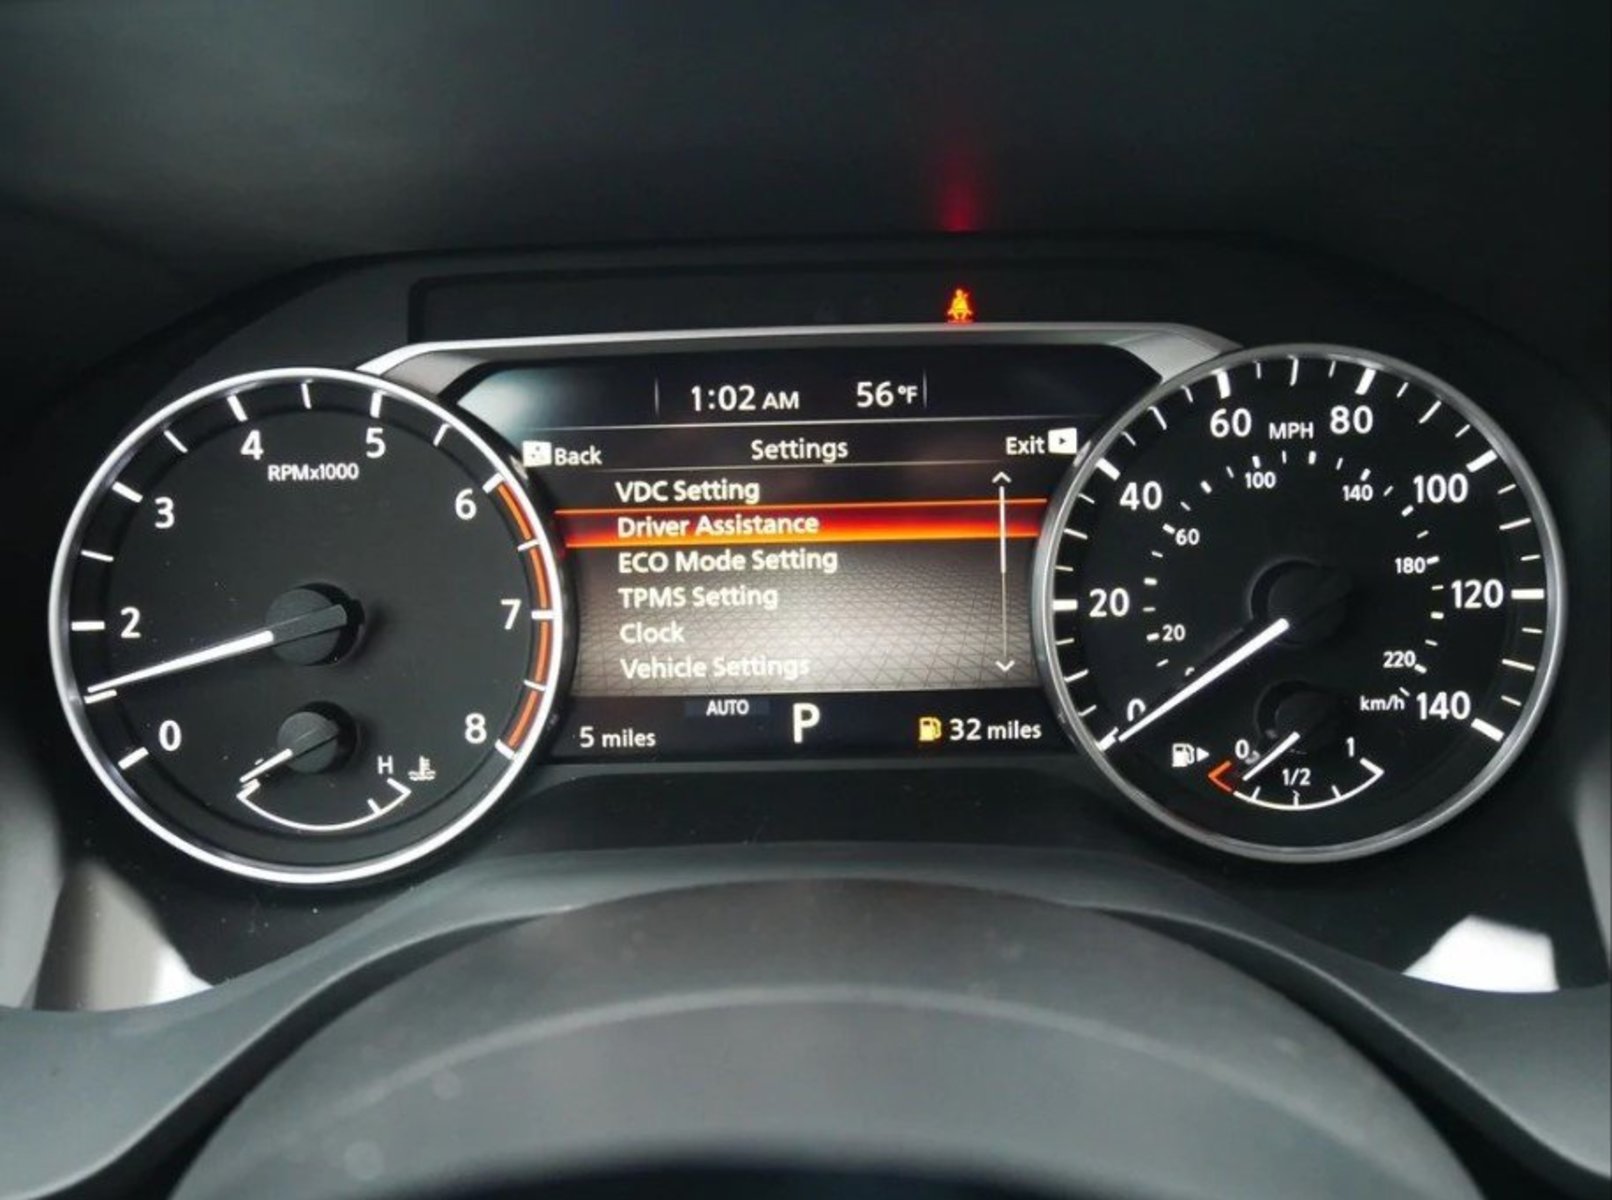 1:02 AM 56°F
Back Settings Exit
VDC Setting
Driver Assistance
ECO Mode Setting
TPMS Setting
Clock
Vehicle Settings
AUTO
5 miles P 32 miles
0 2 3 4 5 6 7 8
RPMx1000
H
0 20 40 60 80 100 120 140
MPH
20 60 100 140 180 220
km/h
0 1/2 1